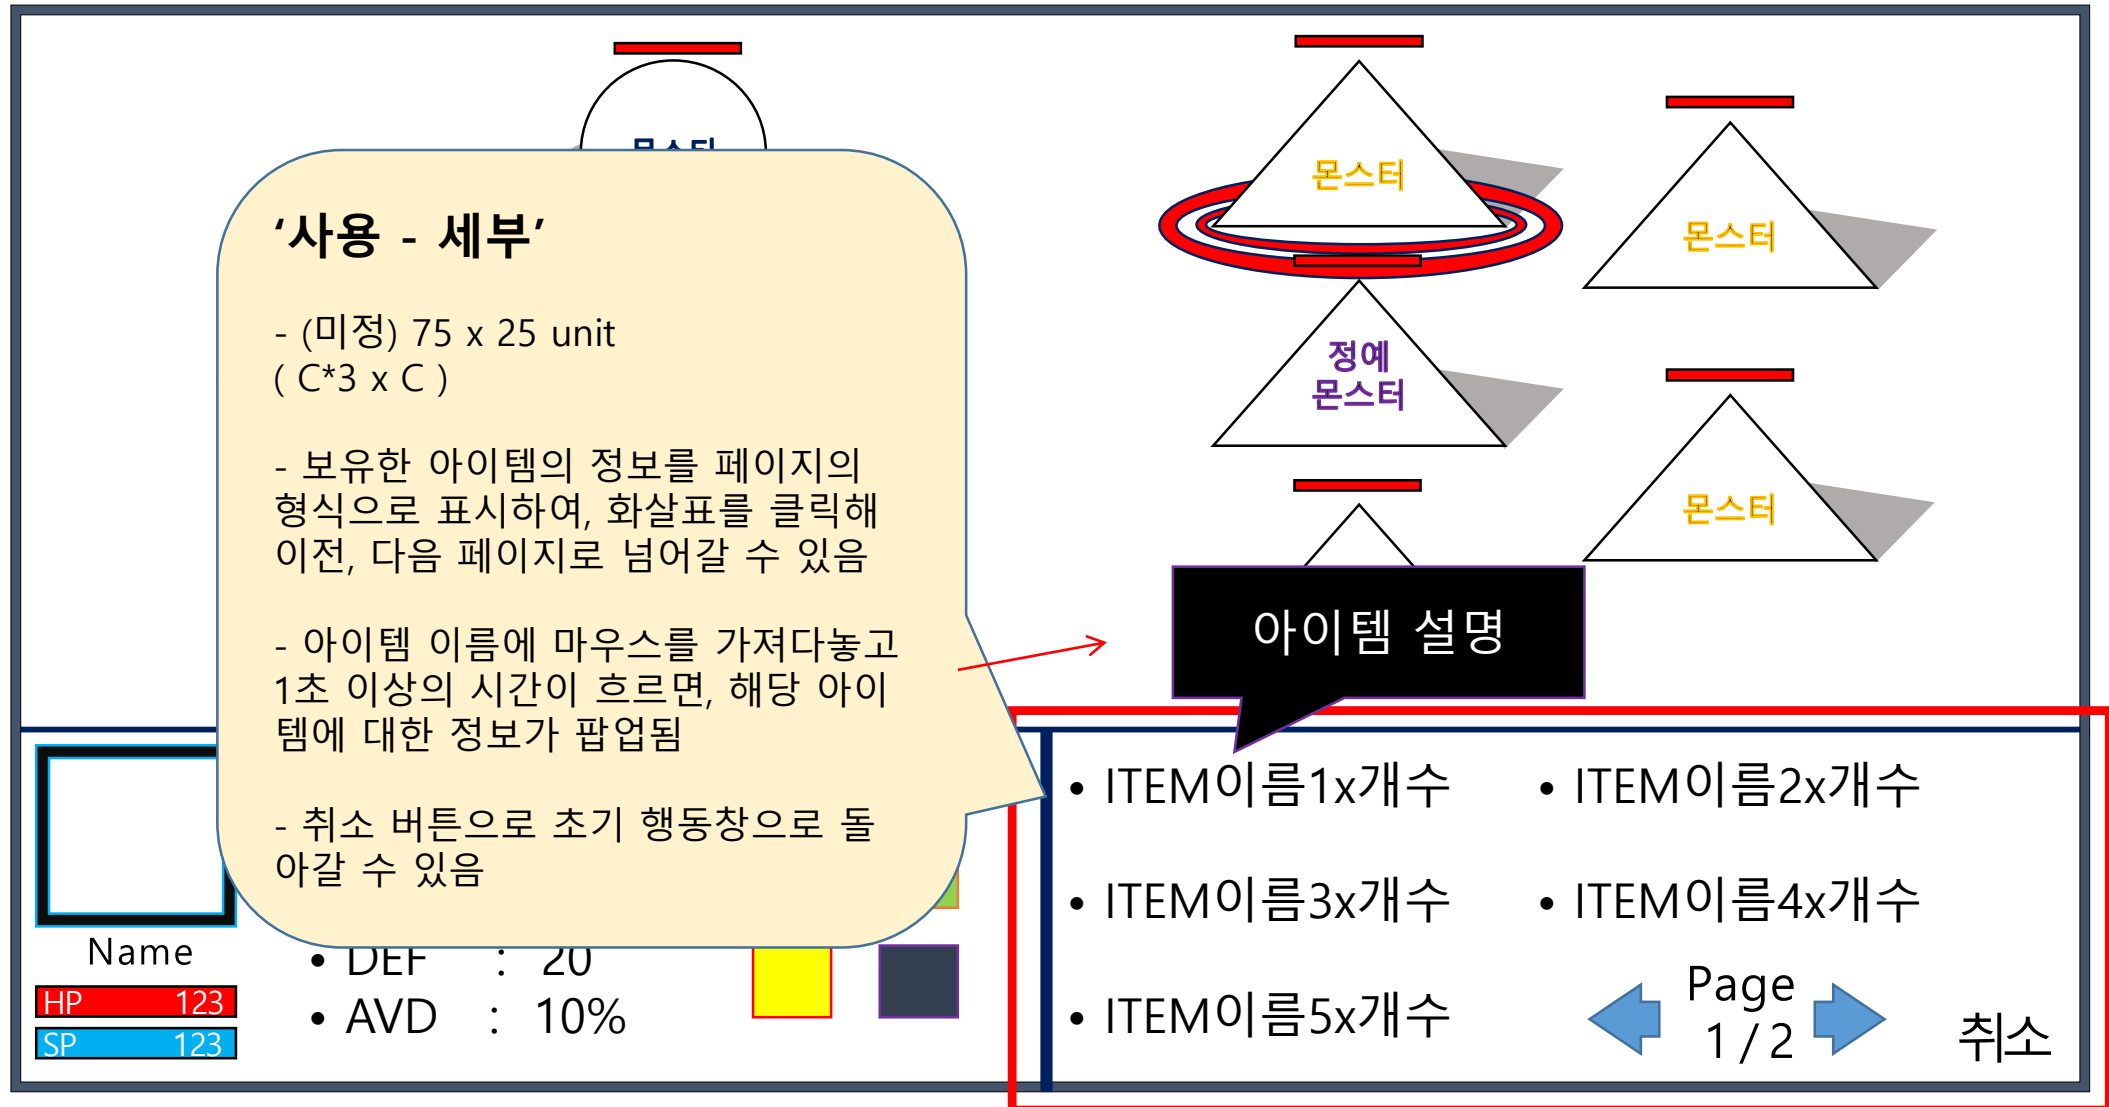 몬스터
몬스터
몬스터
정예
몬스터
몬스터
‘사용 - 세부’
- (미정) 75 x 25 unit
( C*3 x C )
- 보유한 아이템의 정보를 페이지의
형식으로 표시하여, 화살표를 클릭해
이전, 다음 페이지로 넘어갈 수 있음
- 아이템 이름에 마우스를 가져다놓고
1초 이상의 시간이 흐르면, 해당 아이
템에 대한 정보가 팝업됨
- 취소 버튼으로 초기 행동창으로 돌
아갈 수 있음
아이템 설명
Name
HP 123
SP 123
• DEF : 20
• AVD : 10%
• ITEM이름1x개수
• ITEM이름2x개수
• ITEM이름3x개수
• ITEM이름4x개수
• ITEM이름5x개수
Page
1 / 2
취소